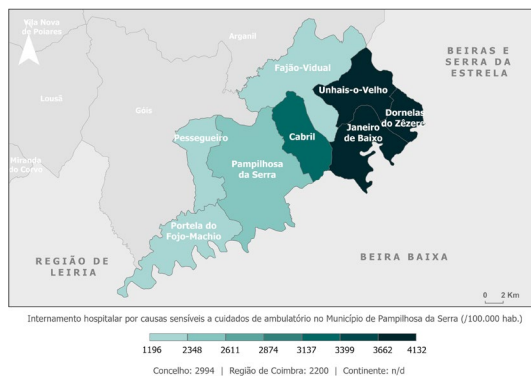 Vila Nova
de Poiares
Arganil
BEIRAS E
SERRA DA
ESTRELA
Fajão-Vidual
Unhais-o-Velho
Lousã
Góis
Dornelas
do Zêzere
Janeiro
de Baixo
Cabril
Pessegueiro
Miranda
do Corvo
Pampilhosa
da Serra
Portela do
Fojo-Machio
REGIÃO DE
LEIRIA
BEIRA BAIXA
0 2 Km
Internamento hospitalar por causas sensíveis a cuidados de ambulatório no Município de Pampilhosa da Serra (/100.000 hab.)
1196 2348 2611 2874 3137 3399 3662 4132
Concelho: 2994 | Região de Coimbra: 2200 | Continente: n/d